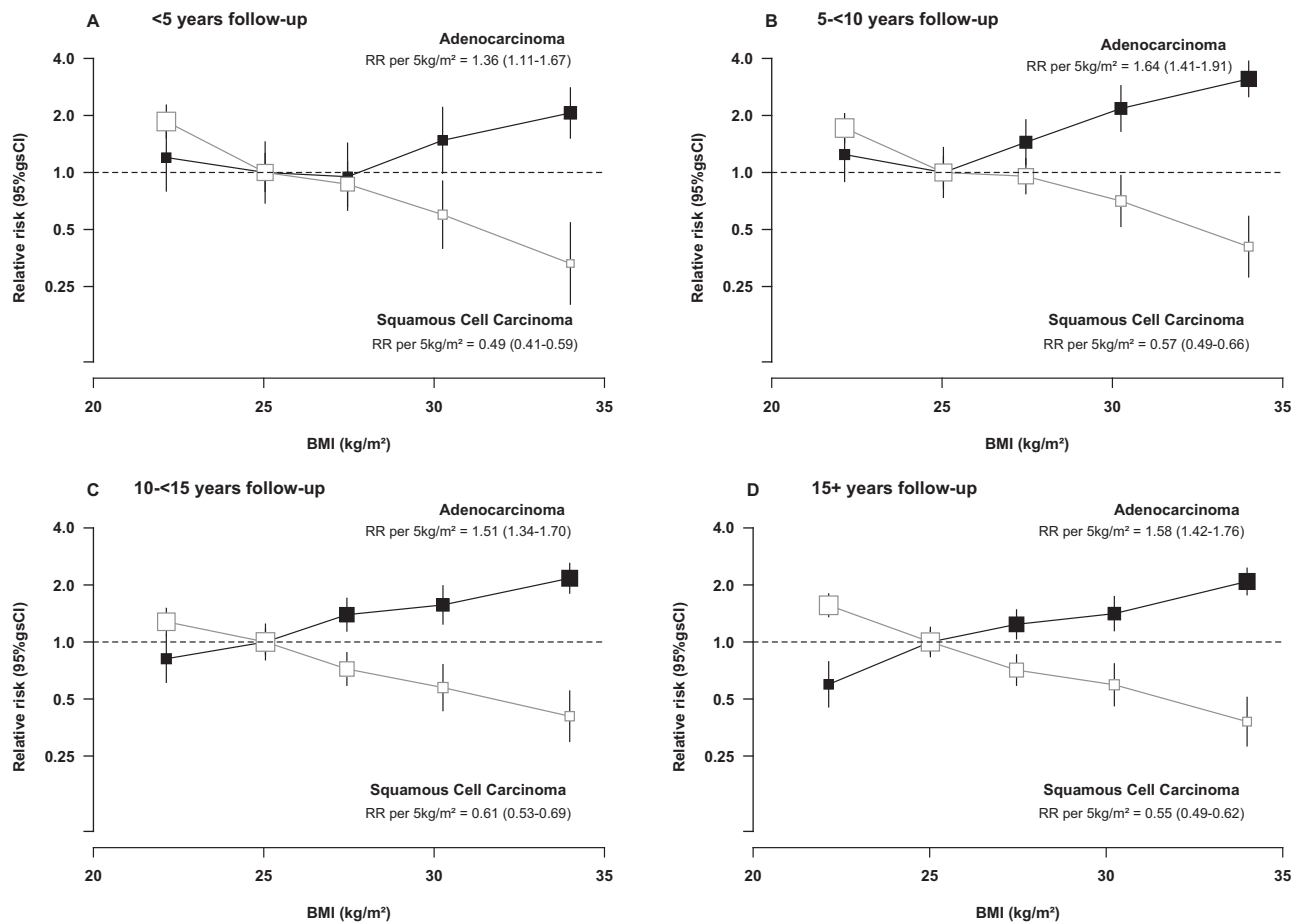 A <5 years follow-up
Adenocarcinoma
RR per 5kg/m² = 1.36 (1.11-1.67)
Relative risk (95%gsCI)
4.0
2.0
1.0
0.5
0.25
Squamous Cell Carcinoma
RR per 5kg/m² = 0.49 (0.41-0.59)
20 25 30 35
BMI (kg/m²)
B 5-<10 years follow-up
Adenocarcinoma
RR per 5kg/m² = 1.64 (1.41-1.91)
Relative risk (95%gsCI)
4.0
2.0
1.0
0.5
0.25
Squamous Cell Carcinoma
RR per 5kg/m² = 0.57 (0.49-0.66)
20 25 30 35
BMI (kg/m²)
C 10-<15 years follow-up
Adenocarcinoma
RR per 5kg/m² = 1.51 (1.34-1.70)
Relative risk (95%gsCI)
4.0
2.0
1.0
0.5
0.25
Squamous Cell Carcinoma
RR per 5kg/m² = 0.61 (0.53-0.69)
20 25 30 35
BMI (kg/m²)
D 15+ years follow-up
Adenocarcinoma
RR per 5kg/m² = 1.58 (1.42-1.76)
Relative risk (95%gsCI)
4.0
2.0
1.0
0.5
0.25
Squamous Cell Carcinoma
RR per 5kg/m² = 0.55 (0.49-0.62)
20 25 30 35
BMI (kg/m²)